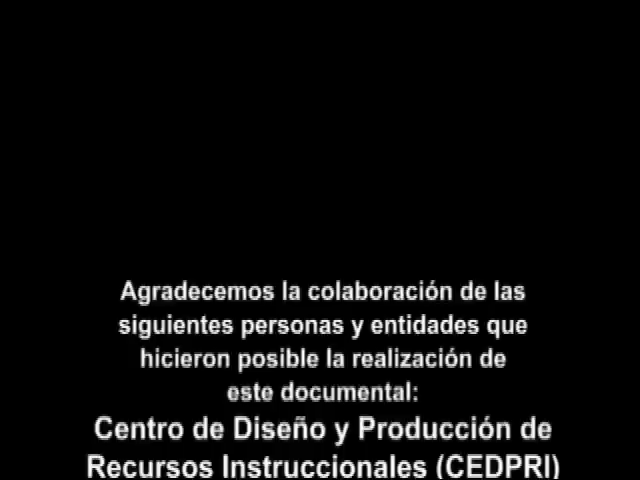 Agradecemos la colaboración de las
siguientes personas y entidades que
hicieron posible la realización de
este documental:
Centro de Diseño y Producción de
Recursos Instruccionales (CEDPRI)